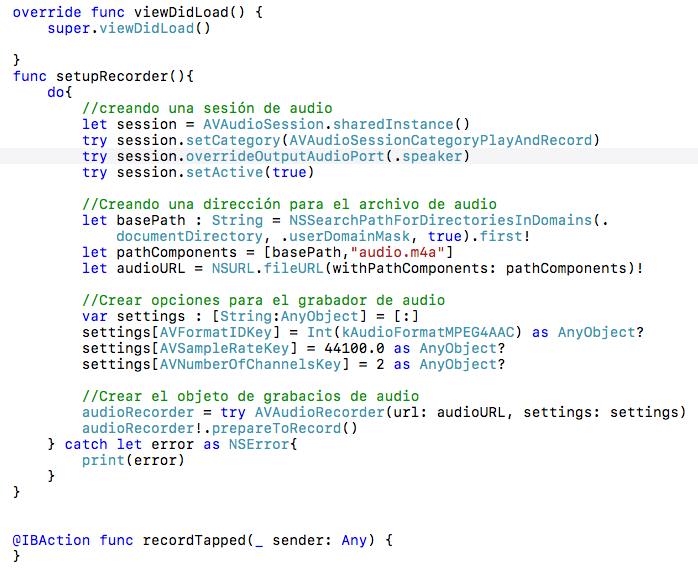 override func viewDidLoad() {
super.viewDidLoad()
}
func setupRecorder(){
do{
//creando una sesión de audio
let session = AVAudioSession.sharedInstance()
try session.setCategory(AVAudioSessionCategoryPlayAndRecord)
try session.overrideOutputAudioPort(.speaker)
try session.setActive(true)
//Creando una dirección para el archivo de audio
let basePath : String = NSSearchPathForDirectoriesInDomains(.
documentDirectory, .userDomainMask, true).first!
let pathComponents = [basePath,"audio.m4a"]
let audioURL = NSURL.fileURL(withPathComponents: pathComponents)!
//Crear opciones para el grabador de audio
var settings : [String:AnyObject] = [:]
settings[AVFormatIDKey] = Int(kAudioFormatMPEG4AAC) as AnyObject?
settings[AVSampleRateKey] = 44100.0 as AnyObject?
settings[AVNumberOfChannelsKey] = 2 as AnyObject?
//Crear el objeto de grabacios de audio
audioRecorder = try AVAudioRecorder(url: audioURL, settings: settings)
audioRecorder!.prepareToRecord()
} catch let error as NSError{
print(error)
}
}
@IBAction func recordTapped(_ sender: Any) {
}